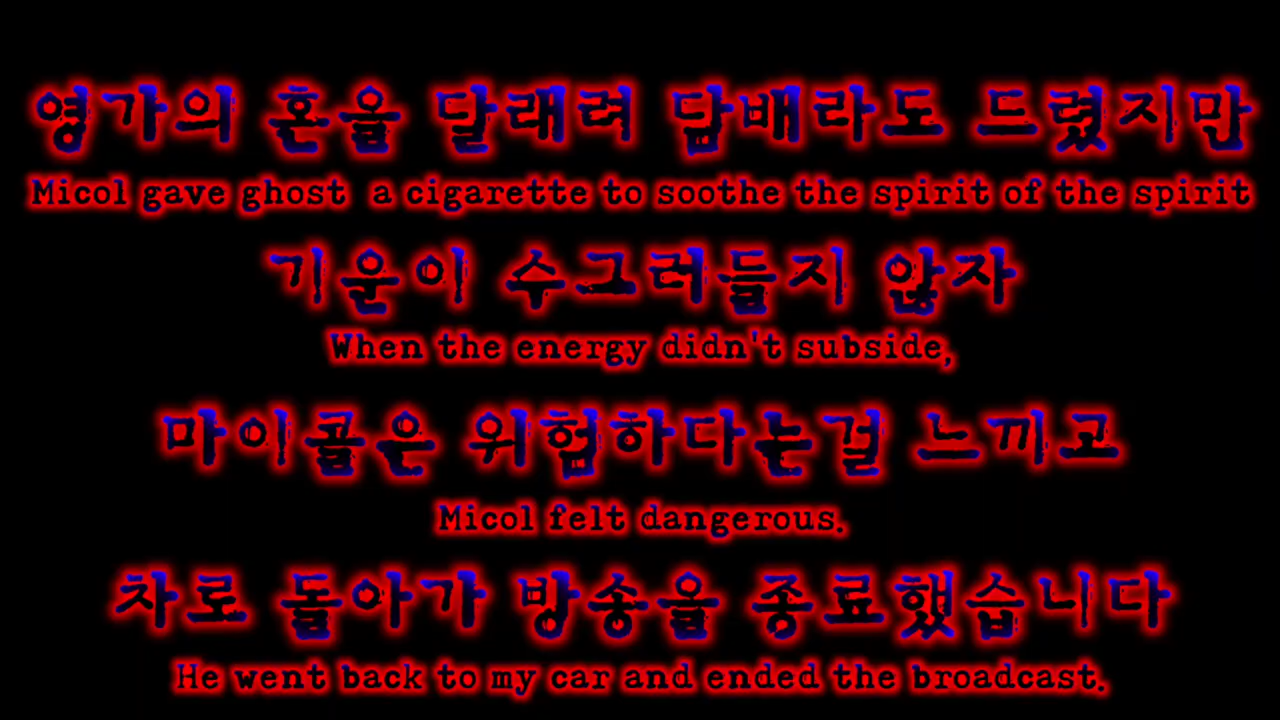 영가의 혼을 달래려 담배라도 드렸지만
Micol gave ghost a cigarette to soothe the spirit of the spirit
기운이 수그러들지 않자
When the energy didn't subside,
마이콜은 위험하다는걸 느끼고
Micol felt dangerous.
차로 돌아가 방송을 종료했습니다
He went back to my car and ended the broadcast.